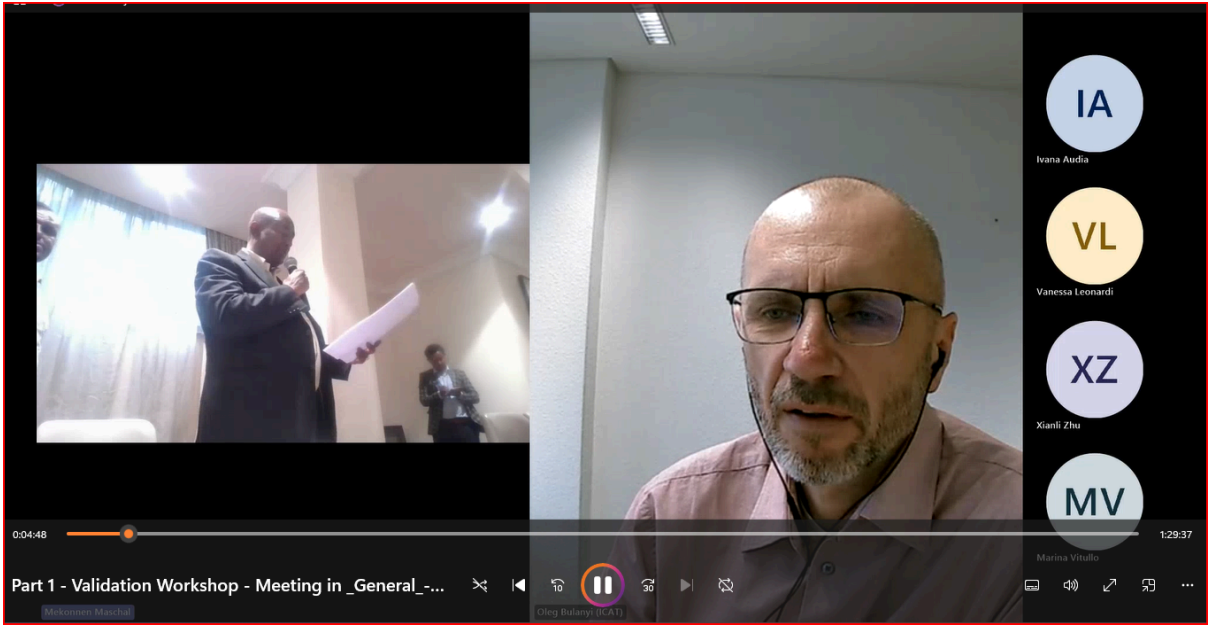 IA
Ivana Audia
VL
Vanessa Leonardi
XZ
Xianli Zhu
MV
Marina Vitullo
0:04:48
1:29:37
Part 1 - Validation Workshop - Meeting in _General_-...
10
30
Mekonnen Maschal
Oleg Bulanyi (ICAT)